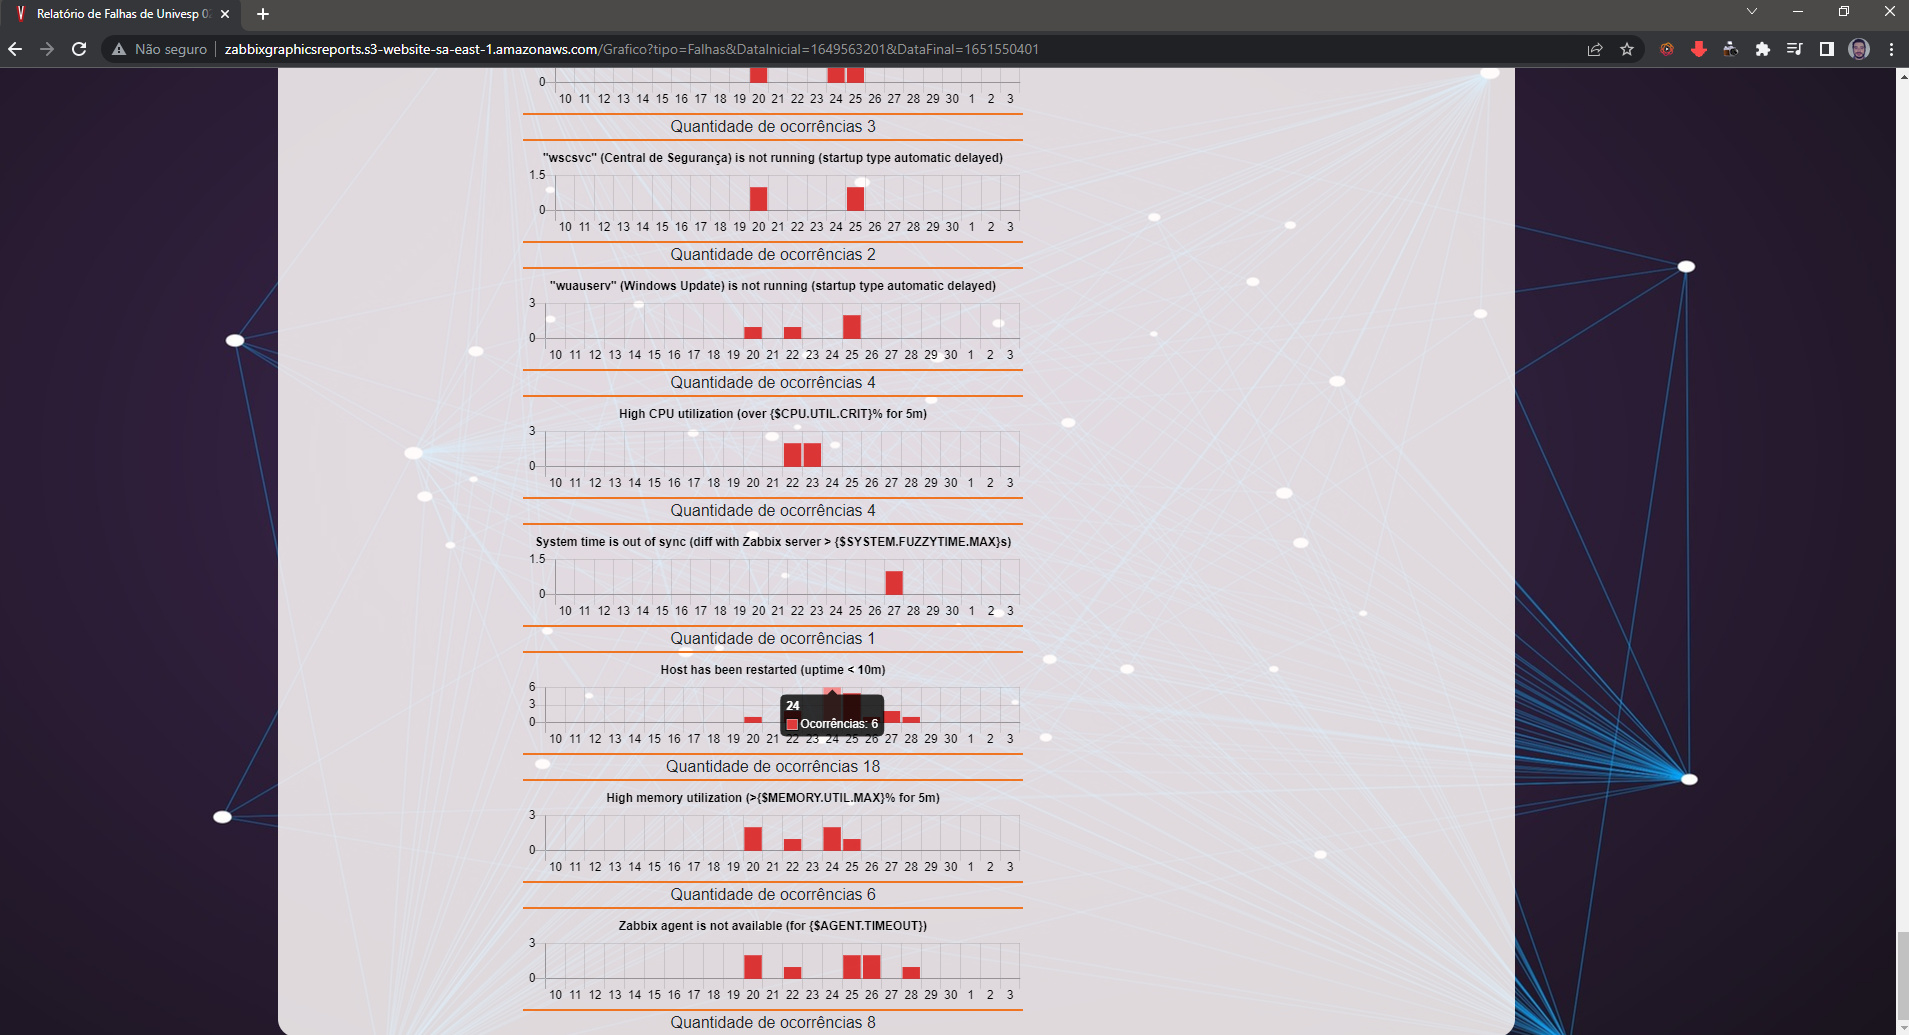 Relatório de Falhas de Univesp 02
Não seguro
zabbixgraphicsreports.s3-website-sa-east-1.amazonaws.com/Grafico?tipo=Falhas&DataInicial=1649563201&DataFinal=1651550401
0
10 11 12 13 14 15 16 17 18 19 20 21 22 23 24 25 26 27 28 29 30 1 2 3
Quantidade de ocorrências 3
"wscsvc" (Central de Segurança) is not running (startup type automatic delayed)
1.5
0
10 11 12 13 14 15 16 17 18 19 20 21 22 23 24 25 26 27 28 29 30 1 2 3
Quantidade de ocorrências 2
"wuauserv" (Windows Update) is not running (startup type automatic delayed)
3
0
10 11 12 13 14 15 16 17 18 19 20 21 22 23 24 25 26 27 28 29 30 1 2 3
Quantidade de ocorrências 4
High CPU utilization (over {$CPU.UTIL.CRIT}% for 5m)
3
0
10 11 12 13 14 15 16 17 18 19 20 21 22 23 24 25 26 27 28 29 30 1 2 3
Quantidade de ocorrências 4
System time is out of sync (diff with Zabbix server > {$SYSTEM.FUZZYTIME.MAX}s)
1.5
0
10 11 12 13 14 15 16 17 18 19 20 21 22 23 24 25 26 27 28 29 30 1 2 3
Quantidade de ocorrências 1
Host has been restarted (uptime < 10m)
6
3
0
24
Ocorrências: 6
10 11 12 13 14 15 16 17 18 19 20 21 22 23 24 25 26 27 28 29 30 1 2 3
Quantidade de ocorrências 18
High memory utilization (>{$MEMORY.UTIL.MAX}% for 5m)
3
0
10 11 12 13 14 15 16 17 18 19 20 21 22 23 24 25 26 27 28 29 30 1 2 3
Quantidade de ocorrências 6
Zabbix agent is not available (for {$AGENT.TIMEOUT})
3
0
10 11 12 13 14 15 16 17 18 19 20 21 22 23 24 25 26 27 28 29 30 1 2 3
Quantidade de ocorrências 8